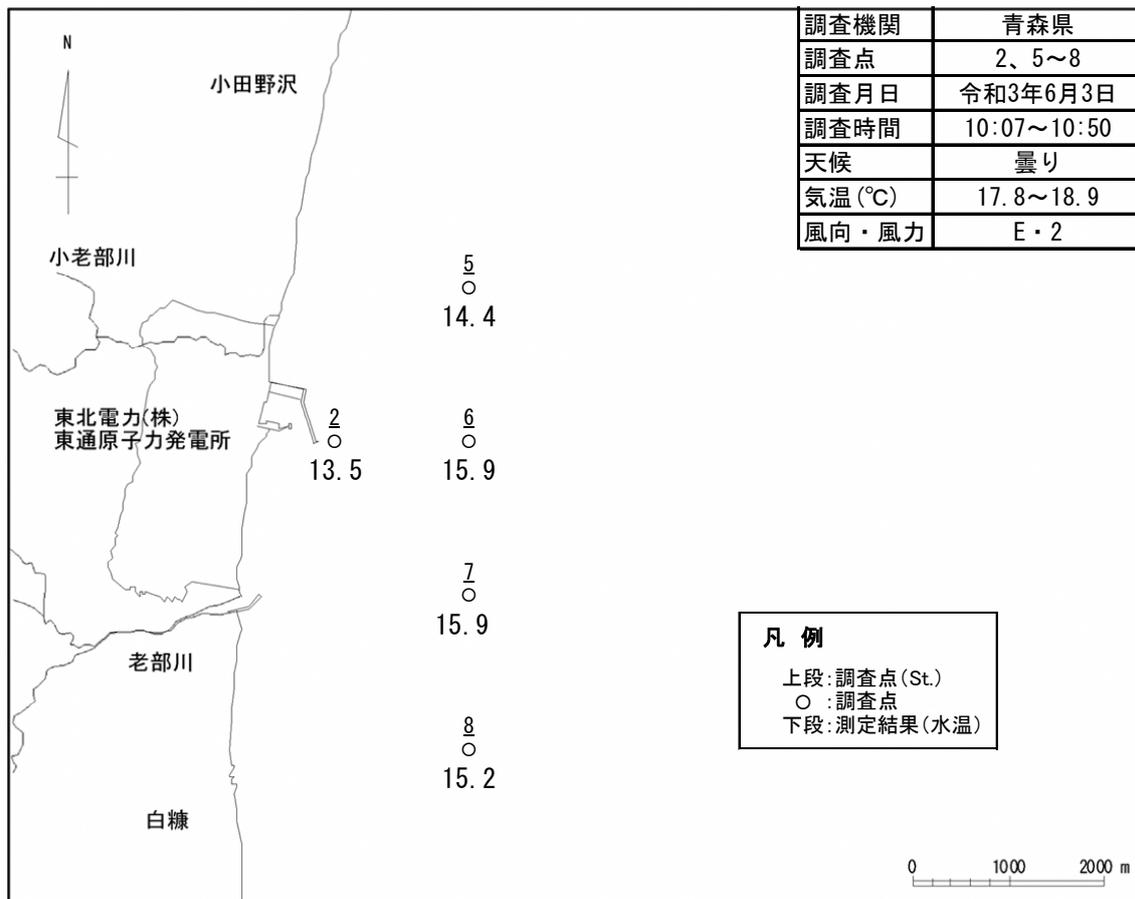 調査機関 青森県
調査点 2、5～8
調査月日 令和3年6月3日
調査時間 10:07～10:50
天候 曇り
気温(℃) 17.8～18.9
風向・風力 E・2
N
小田野沢
小老部川
5
14.4
東北電力(株)
東通原子力発電所
2
13.5
6
15.9
7
15.9
老部川
8
15.2
白糠
凡 例
上段:調査点(St.)
○ :調査点
下段:測定結果(水温)
0 1000 2000 m